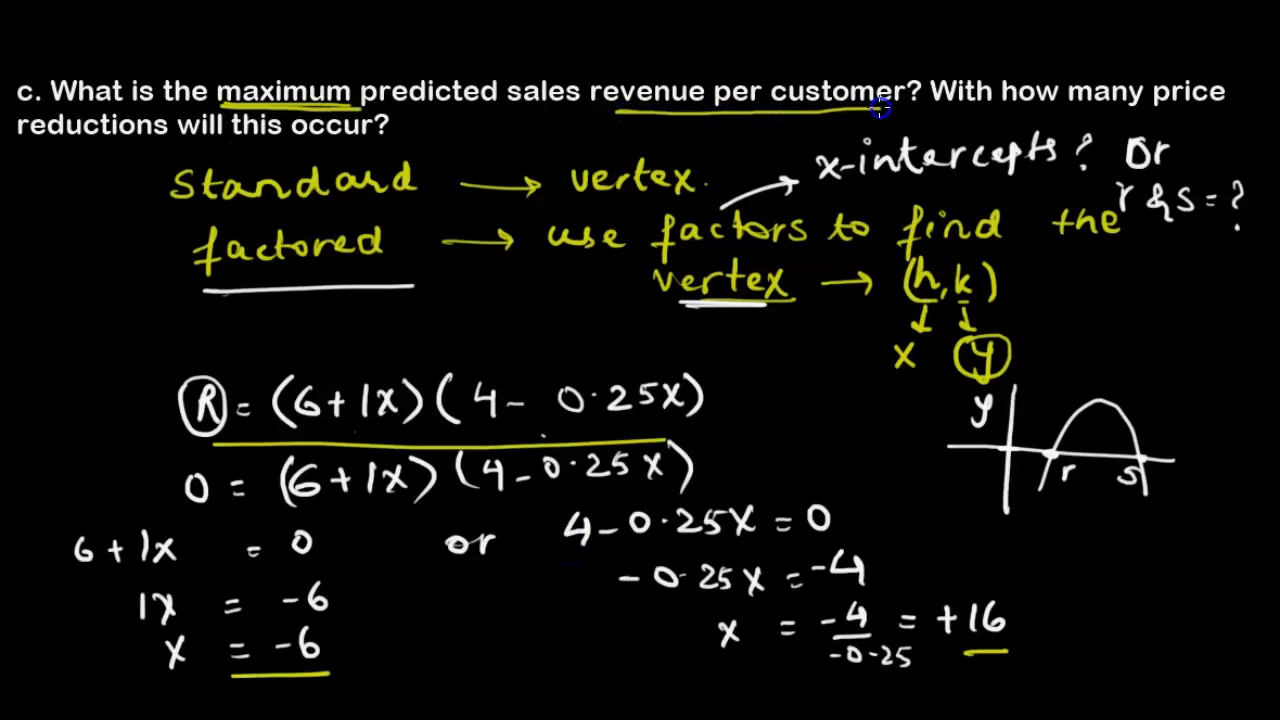 c. What is the maximum predicted sales revenue per customer? With how many price
reductions will this occur?
Standard → vertex.
x-intercepts? Or
r & s = ?
factored → use factors to find the
vertex → (h, k)
x y
R = (6+1x)(4- 0.25x)
0 = (6+1x)(4-0.25x)
y
r s
6+1x = 0 or 4-0.25x = 0
1x = -6
-0.25x = -4
x = -6
x = -4/-0.25 = +16